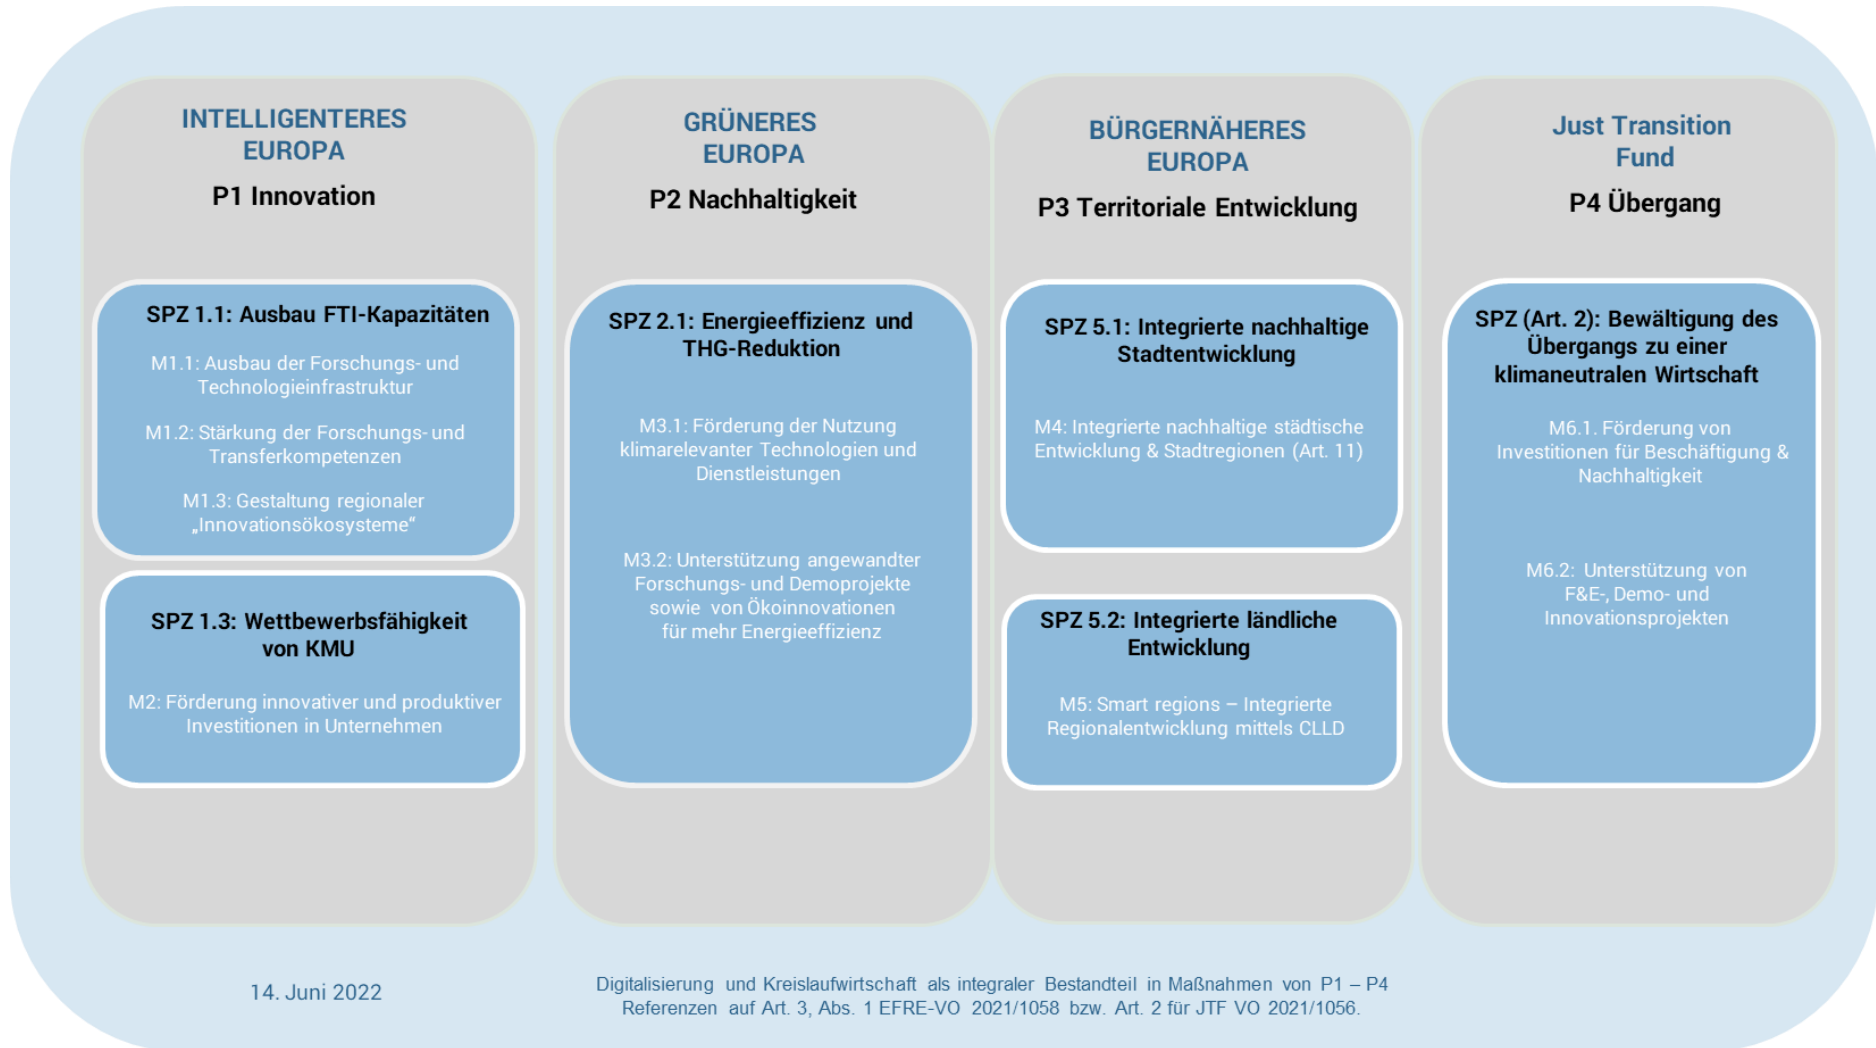 INTELLIGENTERES
EUROPA
P1 Innovation
SPZ 1.1: Ausbau FTI-Kapazitäten
M1.1: Ausbau der Forschungs- und
Technologieinfrastruktur
M1.2: Stärkung der Forschungs- und
Transferkompetenzen
M1.3: Gestaltung regionaler
„Innovationsökosysteme“
SPZ 1.3: Wettbewerbsfähigkeit
von KMU
M2: Förderung innovativer und produktiver
Investitionen in Unternehmen
GRÜNERES
EUROPA
P2 Nachhaltigkeit
SPZ 2.1: Energieeffizienz und
THG-Reduktion
M3.1: Förderung der Nutzung
klimarelevanter Technologien und
Dienstleistungen
M3.2: Unterstützung angewandter
Forschungs- und Demoprojekte
sowie von Ökoinnovationen
für mehr Energieeffizienz
BÜRGERNÄHERES
EUROPA
P3 Territoriale Entwicklung
SPZ 5.1: Integrierte nachhaltige
Stadtentwicklung
M4: Integrierte nachhaltige städtische
Entwicklung & Stadtregionen (Art. 11)
SPZ 5.2: Integrierte ländliche
Entwicklung
M5: Smart regions – Integrierte
Regionalentwicklung mittels CLLD
Just Transition
Fund
P4 Übergang
SPZ (Art. 2): Bewältigung des
Übergangs zu einer
klimaneutralen Wirtschaft
M6.1. Förderung von
Investitionen für Beschäftigung &
Nachhaltigkeit
M6.2: Unterstützung von
F&E-, Demo- und
Innovationsprojekten
14. Juni 2022
Digitalisierung und Kreislaufwirtschaft als integraler Bestandteil in Maßnahmen von P1 – P4
Referenzen auf Art. 3, Abs. 1 EFRE-VO 2021/1058 bzw. Art. 2 für JTF VO 2021/1056.